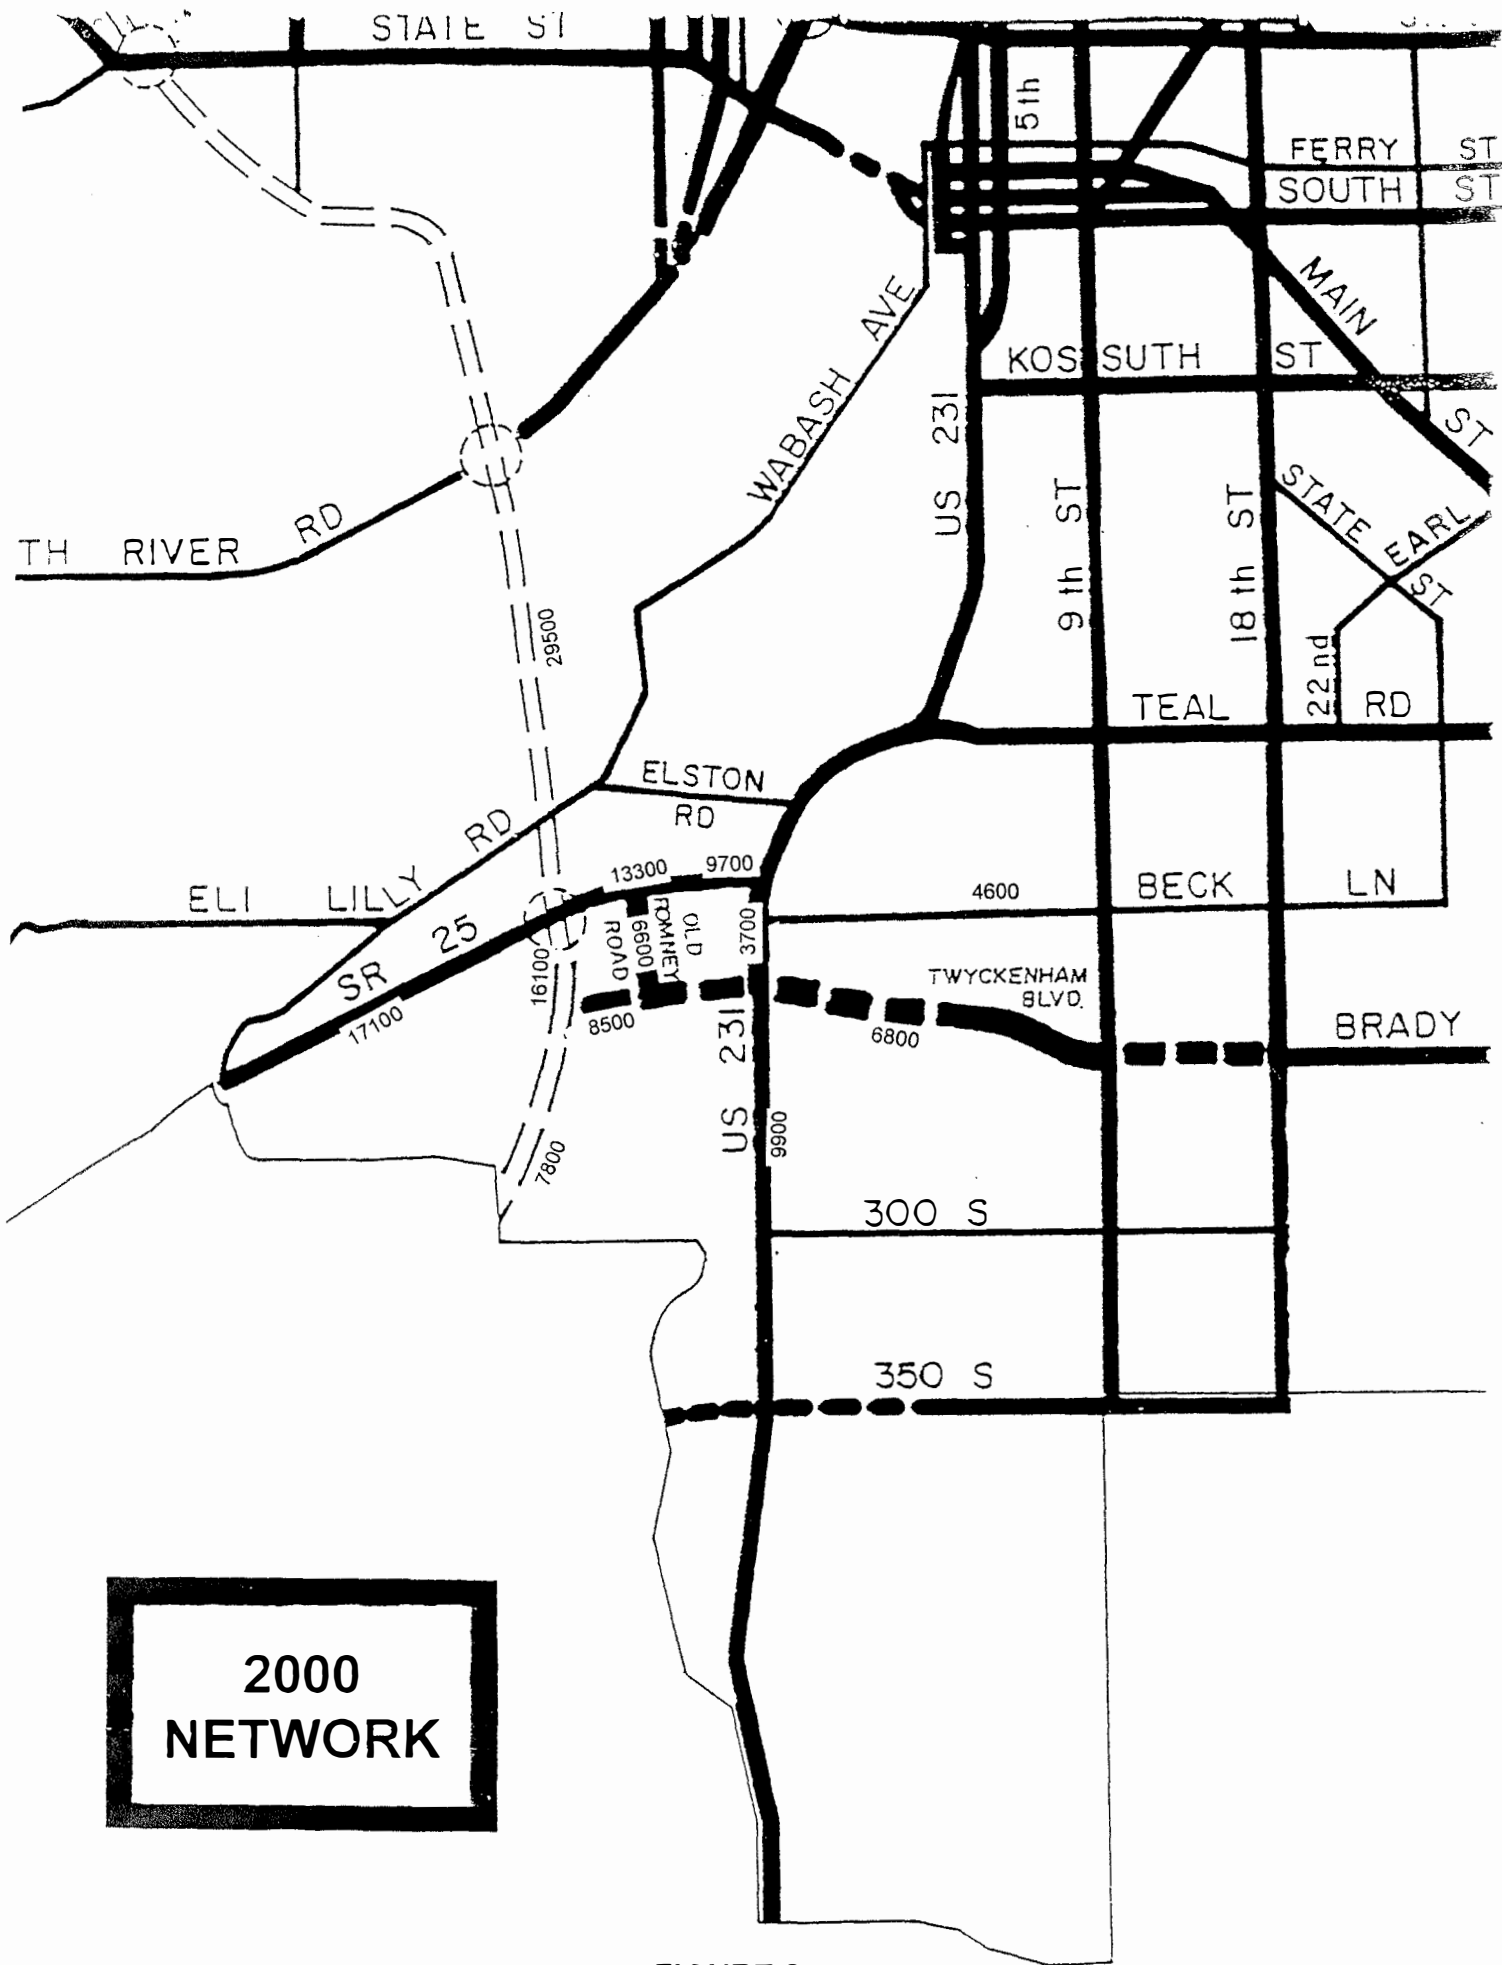 STATE ST
5th
FERRY ST
SOUTH ST
MAIN ST
WABASH AVE
KOSSUTH ST
US 231
9th ST
18th ST
STATE ST
EARL
TH RIVER RD
29500
22nd
TEAL RD
ELSTON RD
ELI LILLY RD
13300
9700
4600
BECK LN
SR 25
16100
ROAD
6600
ROMNEY
OLD
3700
17100
8500
US 231
TWYCKENHAM
BLVD.
6800
BRADY
9900
7800
300 S
350 S
2000
NETWORK